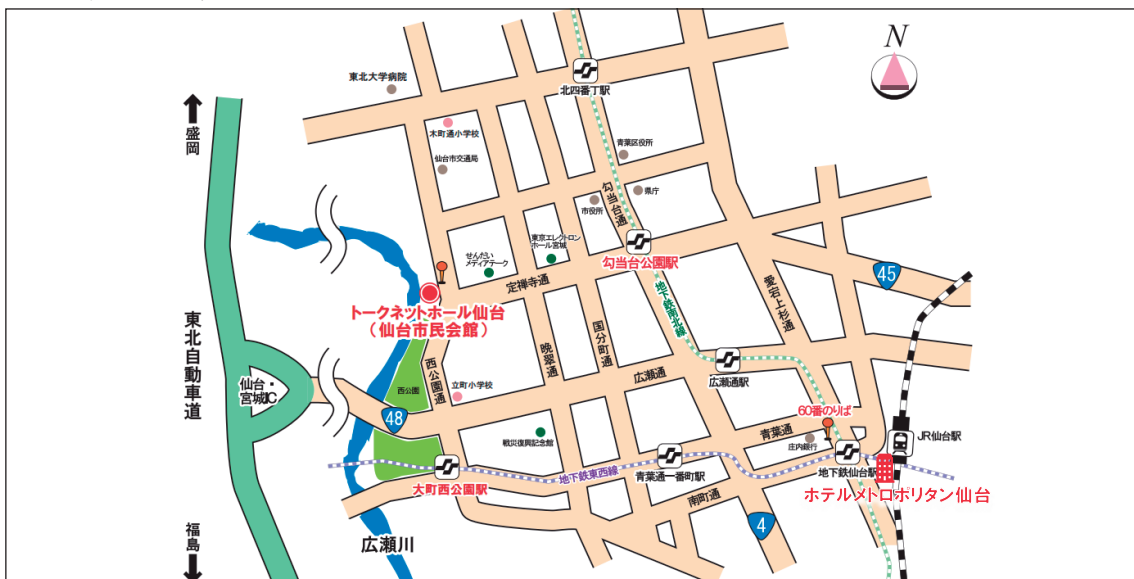 N
東北大学病院
北四番丁駅
盛岡
木町通小学校
仙台市交通局
青葉区役所
県庁
市役所
勾当台通
東京エレクトロン
ホール宮城
せんだい
メディアテーク
勾当台公園駅
定禅寺通
45
地下鉄南北線
愛宕上杉通
トークネットホール仙台
(仙台市民会館)
東北自動車道
西公園通
晩翠通
国分町通
広瀬通
広瀬通駅
仙台・
宮城IC
西公園
立町小学校
48
60番のりば
青葉通
戦災復興記念館
庄内銀行
JR仙台駅
地下鉄東西線
大町西公園駅
青葉通一番町駅
地下鉄仙台駅
ホテルメトロポリタン仙台
南町通
4
広瀬川
福島